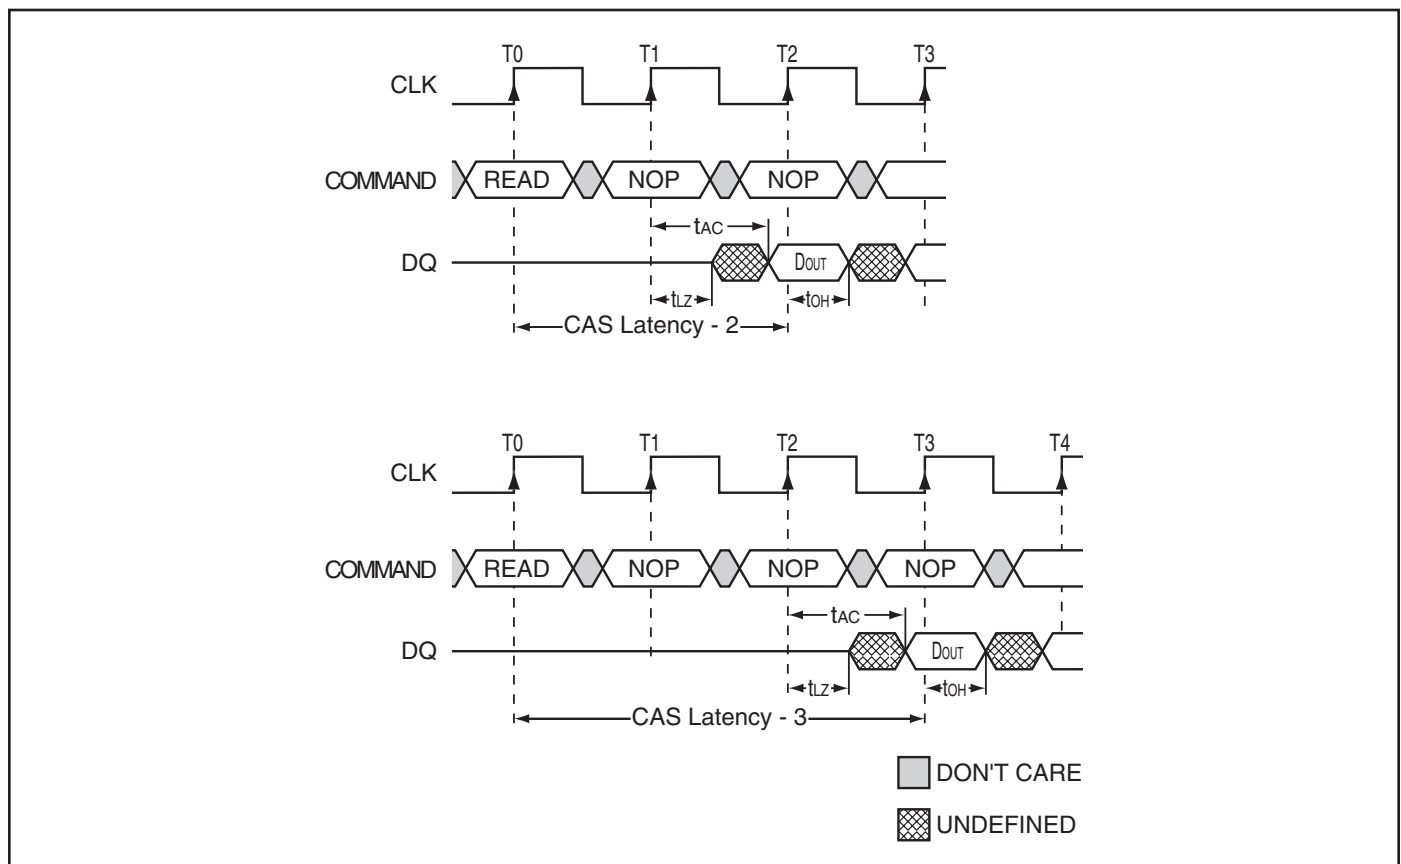 T0 T1 T2 T3
CLK
COMMAND READ NOP NOP
tAC
DQ DOUT
tLZ tOH
CAS Latency - 2
T0 T1 T2 T3 T4
CLK
COMMAND READ NOP NOP NOP
tAC
DQ DOUT
tLZ tOH
CAS Latency - 3
DON'T CARE
UNDEFINED